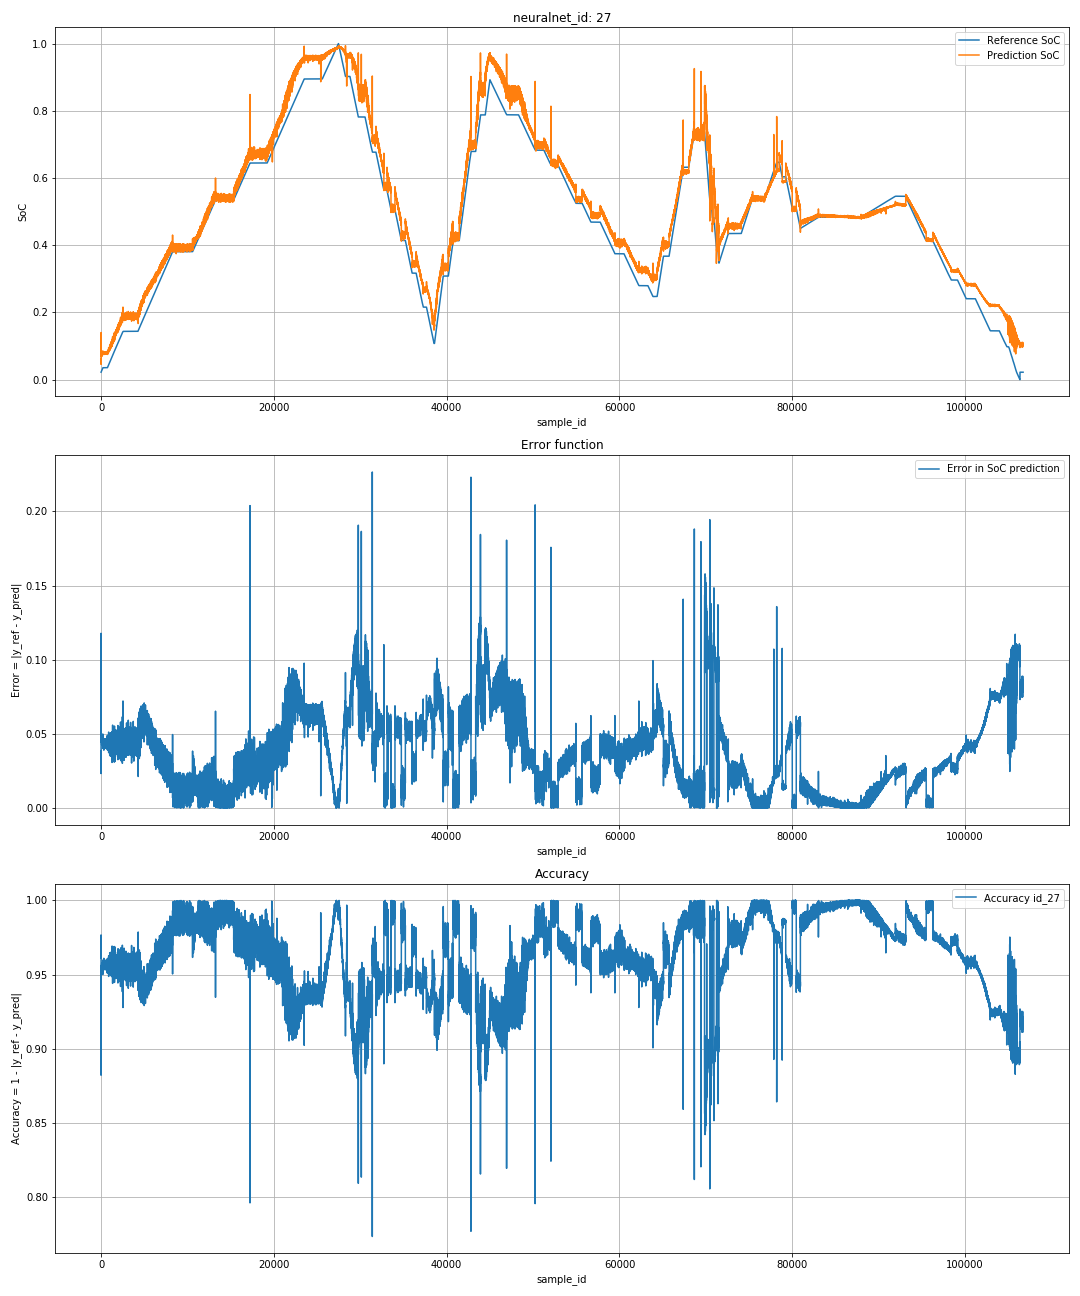 neuralnet_id: 27
Reference SoC
Prediction SoC
1.0
0.8
0.6
0.4
0.2
0.0
SoC
0 20000 40000 60000 80000 100000
sample_id
Error function
Error in SoC prediction
0.20
0.15
0.10
0.05
0.00
Error = |y_ref - y_pred|
0 20000 40000 60000 80000 100000
sample_id
Accuracy
Accuracy id_27
1.00
0.95
0.90
0.85
0.80
Accuracy = 1 - |y_ref - y_pred|
0 20000 40000 60000 80000 100000
sample_id